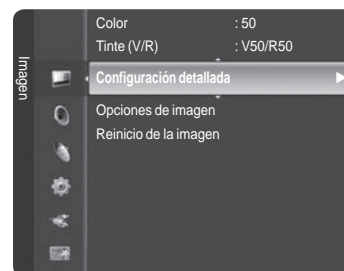 Imagen
Color : 50
Tinte (V/R) : V50/R50
Configuración detallada
Opciones de imagen
Reinicio de la imagen